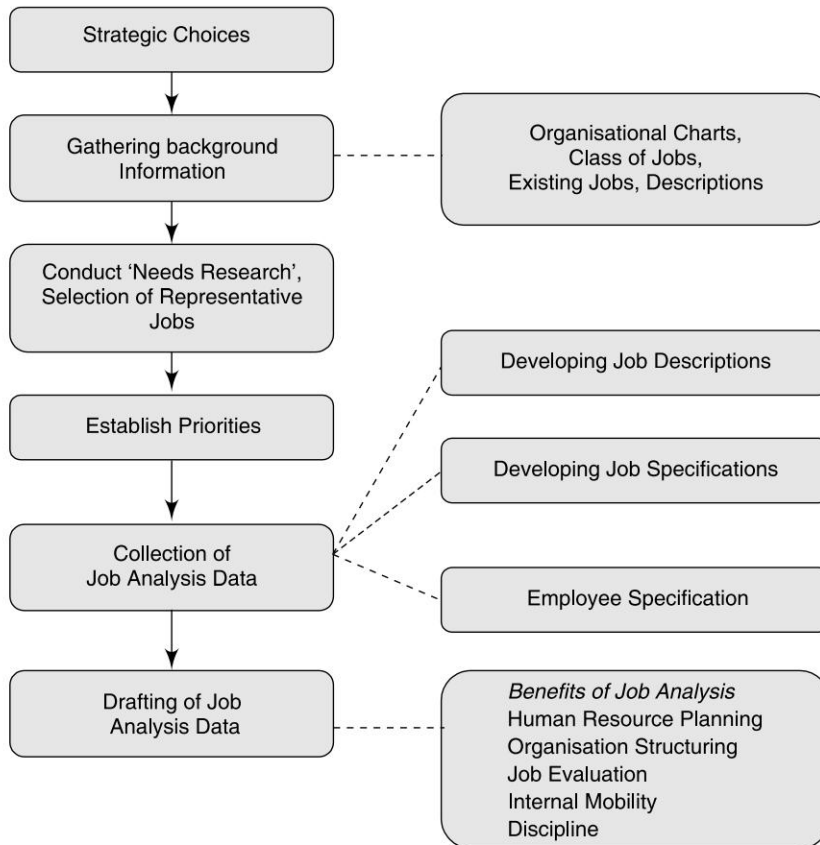 Strategic Choices
Gathering background
Information
Organisational Charts,
Class of Jobs,
Existing Jobs, Descriptions
Conduct ‘Needs Research’,
Selection of Representative
Jobs
Establish Priorities
Collection of
Job Analysis Data
Developing Job Descriptions
Developing Job Specifications
Employee Specification
Drafting of Job
Analysis Data
Benefits of Job Analysis
Human Resource Planning
Organisation Structuring
Job Evaluation
Internal Mobility
Discipline